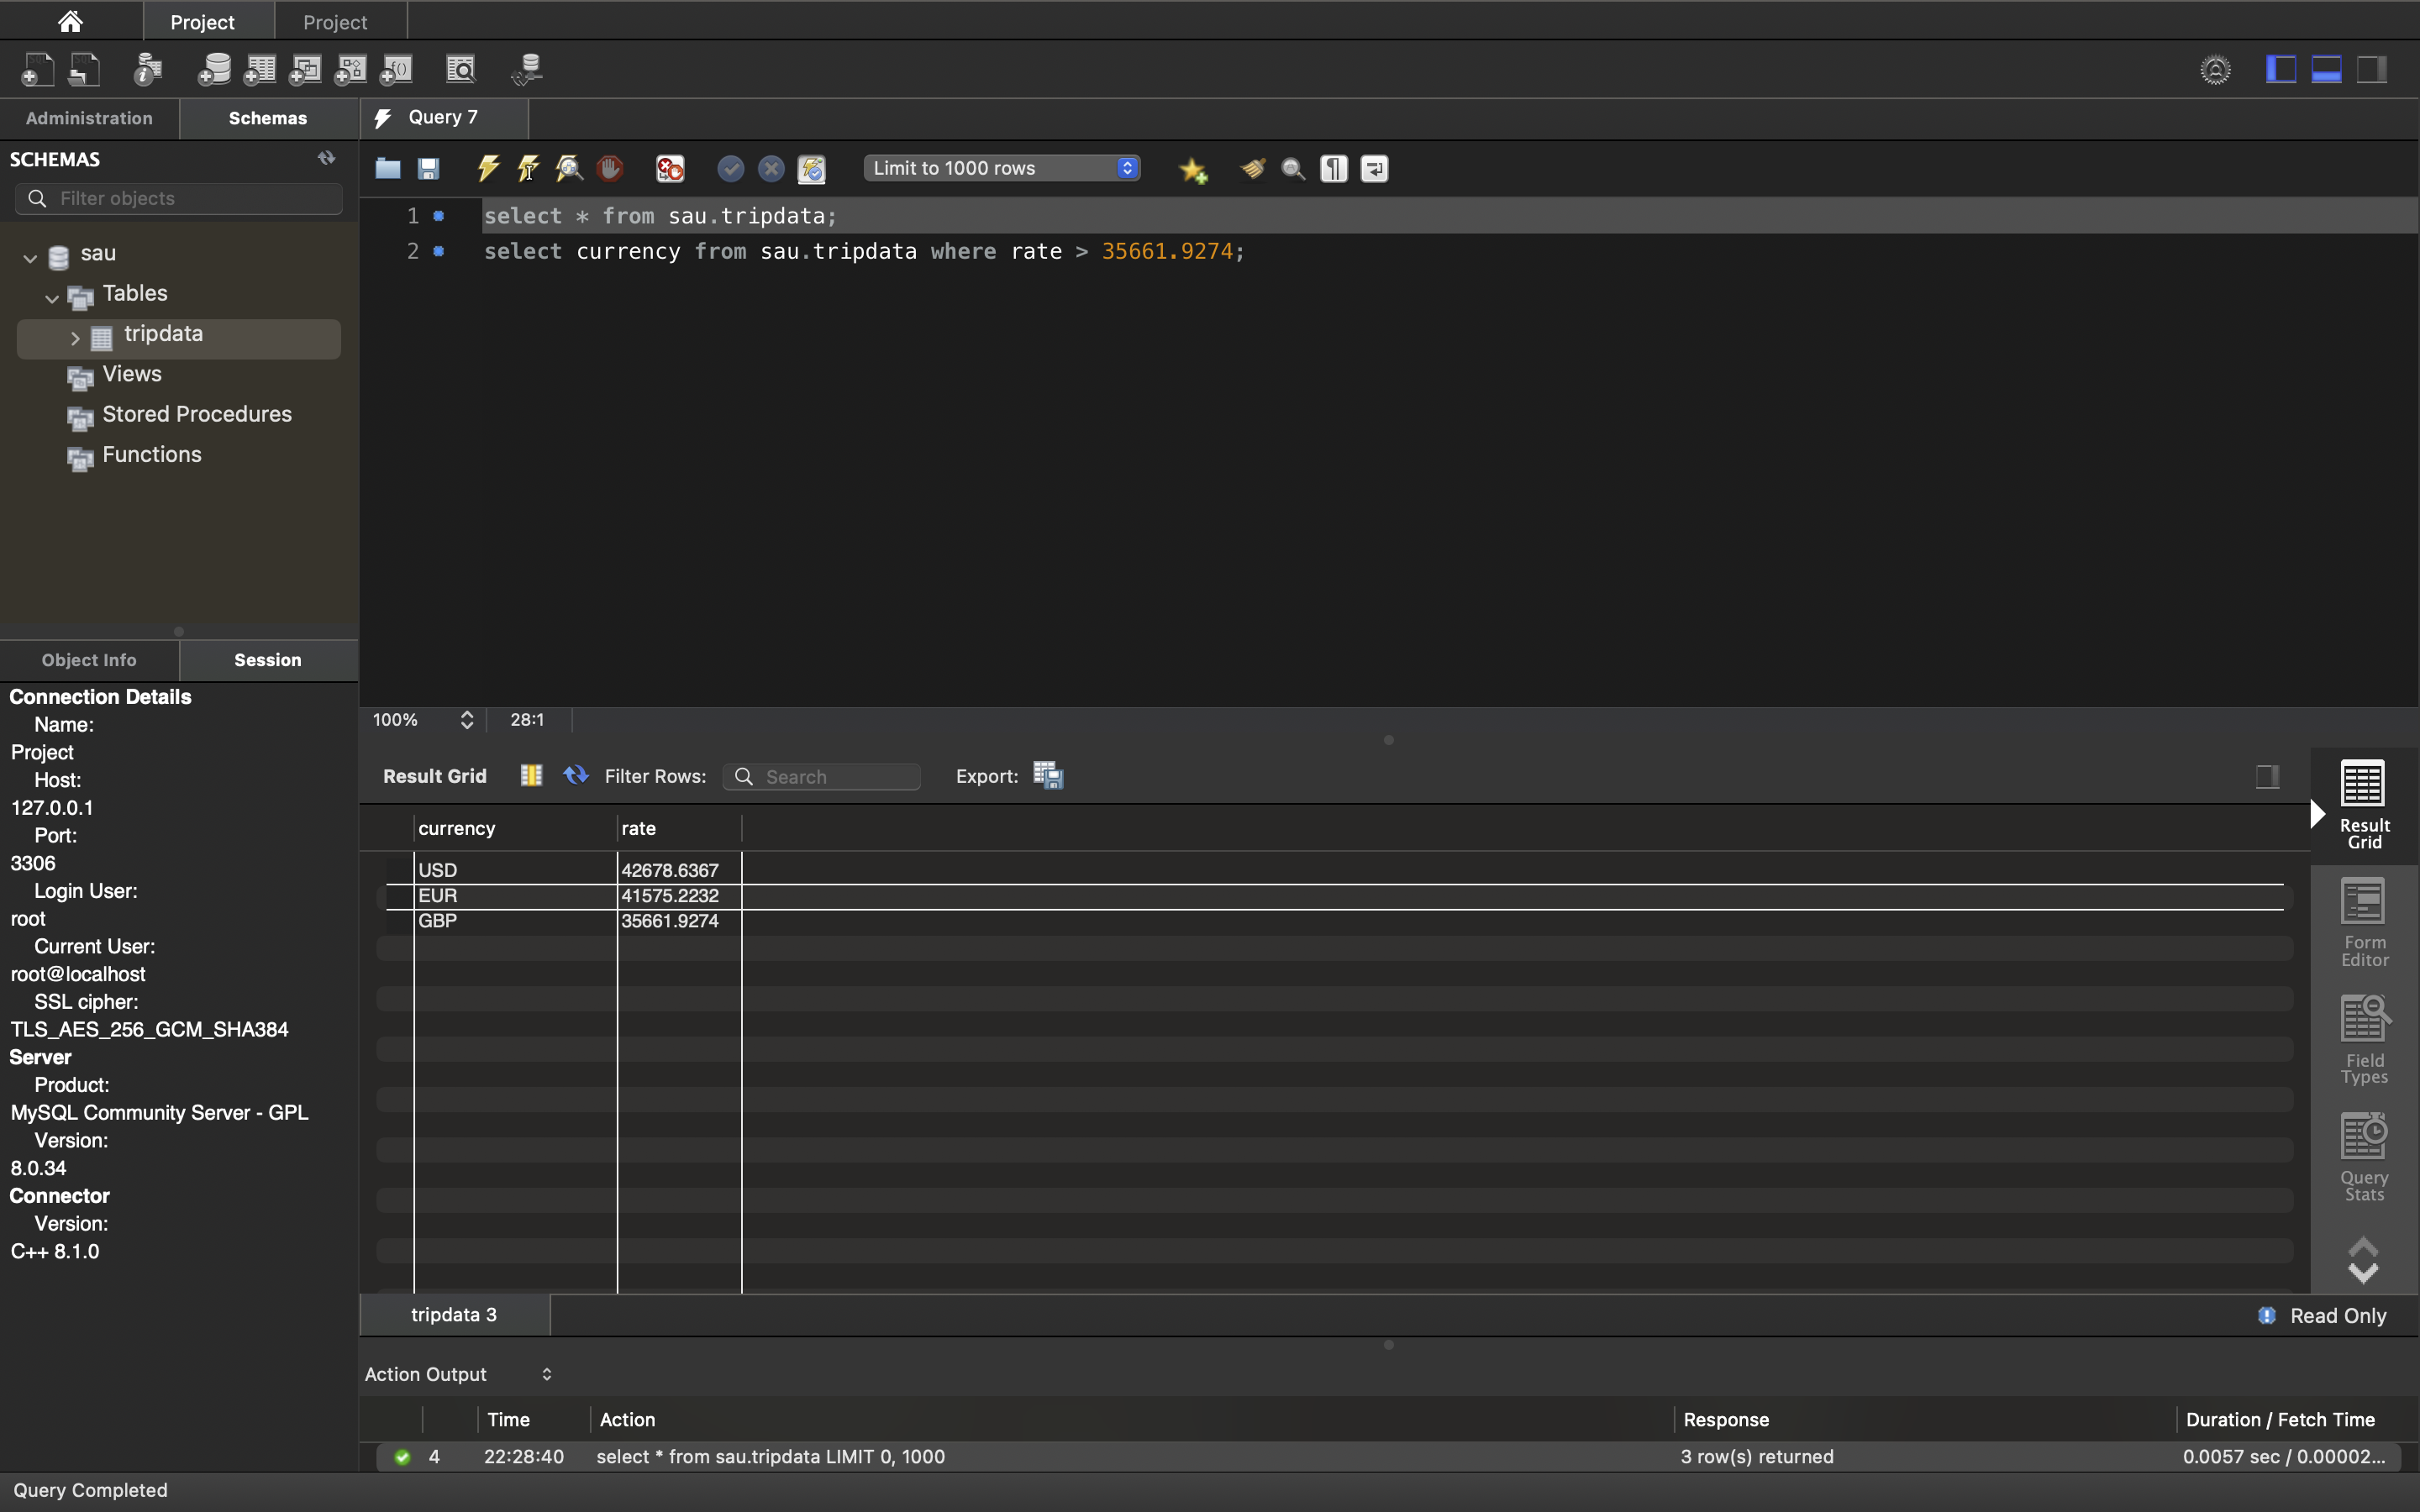 Project
Project
Administration
Schemas
Query 7
SCHEMAS
Filter objects
sau
Tables
tripdata
Views
Stored Procedures
Functions
Limit to 1000 rows
1 select * from sau.tripdata;
2 select currency from sau.tripdata where rate > 35661.9274;
Object Info
Session
Connection Details
Name:
Project
Host:
127.0.0.1
Port:
3306
Login User:
root
Current User:
root@localhost
SSL cipher:
TLS_AES_256_GCM_SHA384
Server
Product:
MySQL Community Server - GPL
Version:
8.0.34
Connector
Version:
C++ 8.1.0
100% 28:1
Result Grid Filter Rows: Search Export:
currency rate
USD 42678.6367
EUR 41575.2232
GBP 35661.9274
Result
Grid
Form
Editor
Field
Types
Query
Stats
tripdata 3
Read Only
Action Output
Time Action Response Duration / Fetch Time
4 22:28:40 select * from sau.tripdata LIMIT 0, 1000 3 row(s) returned 0.0057 sec / 0.00002...
Query Completed